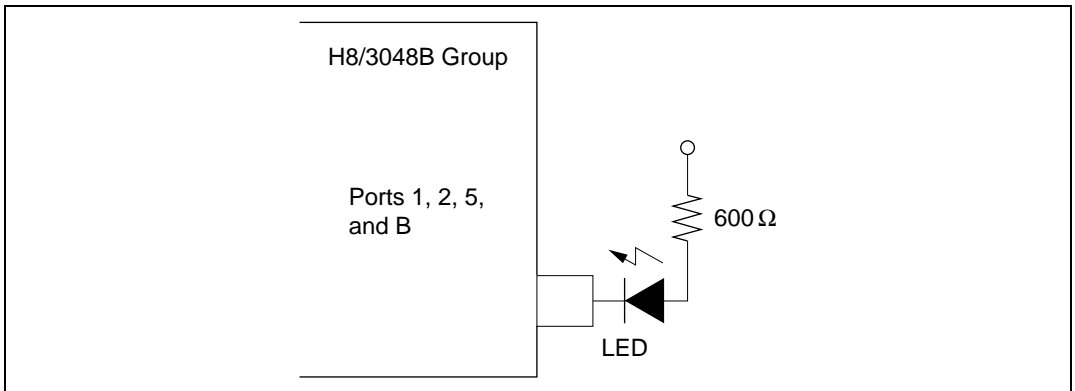 H8/3048B Group
Ports 1, 2, 5,
and B
600 Ω
LED